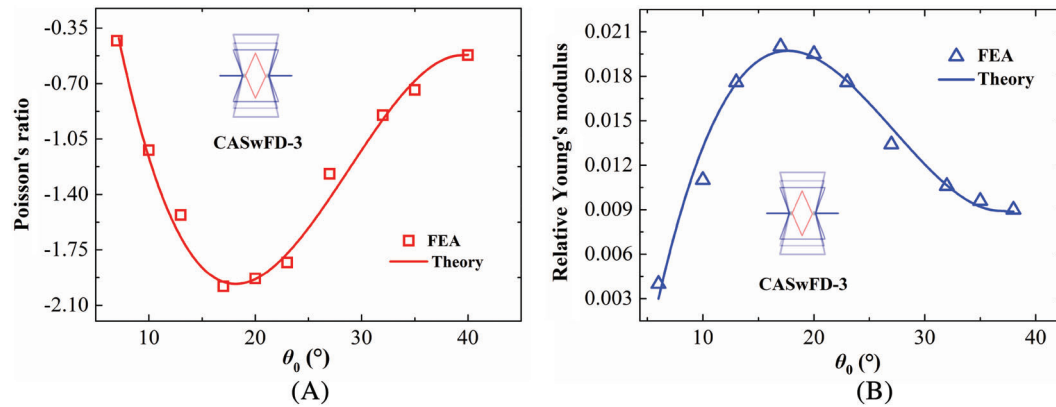 -0.35
-0.70
-1.05
-1.40
-1.75
-2.10
Poisson's ratio
CASwFD-3
FEA
Theory
10
20
30
40
θ0 (°)
(A)
0.021
0.018
0.015
0.012
0.009
0.006
0.003
Relative Young's modulus
FEA
Theory
CASwFD-3
10
20
30
40
θ0 (°)
(B)